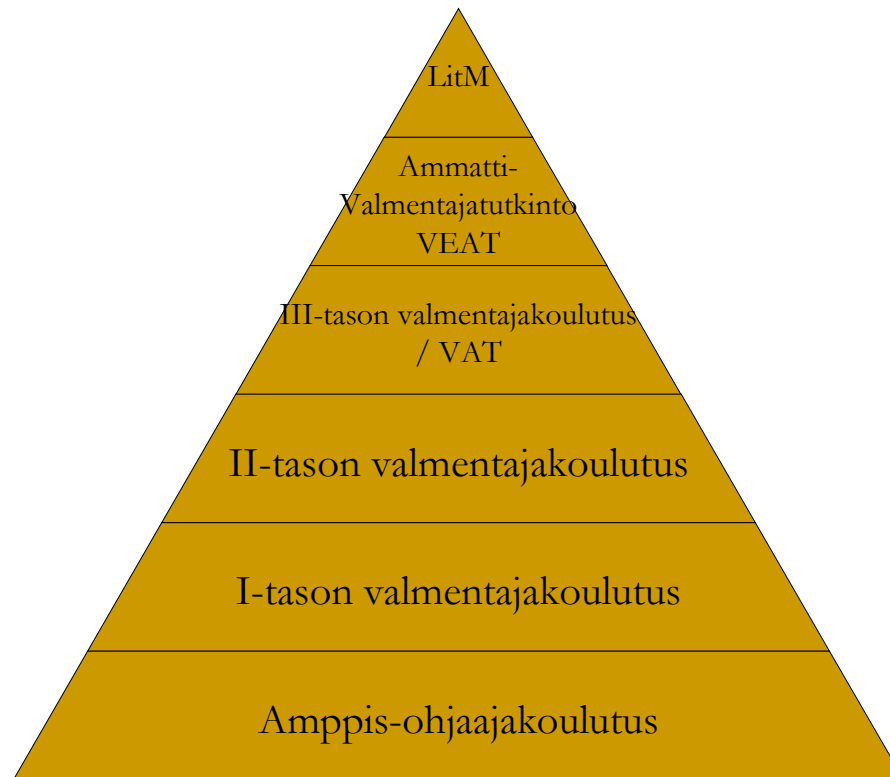 LitM
Ammatti-
Valmentajatutkinto
VEAT
III-tason valmentajakoulutus
/ VAT
II-tason valmentajakoulutus
I-tason valmentajakoulutus
Amppis-ohjaajakoulutus